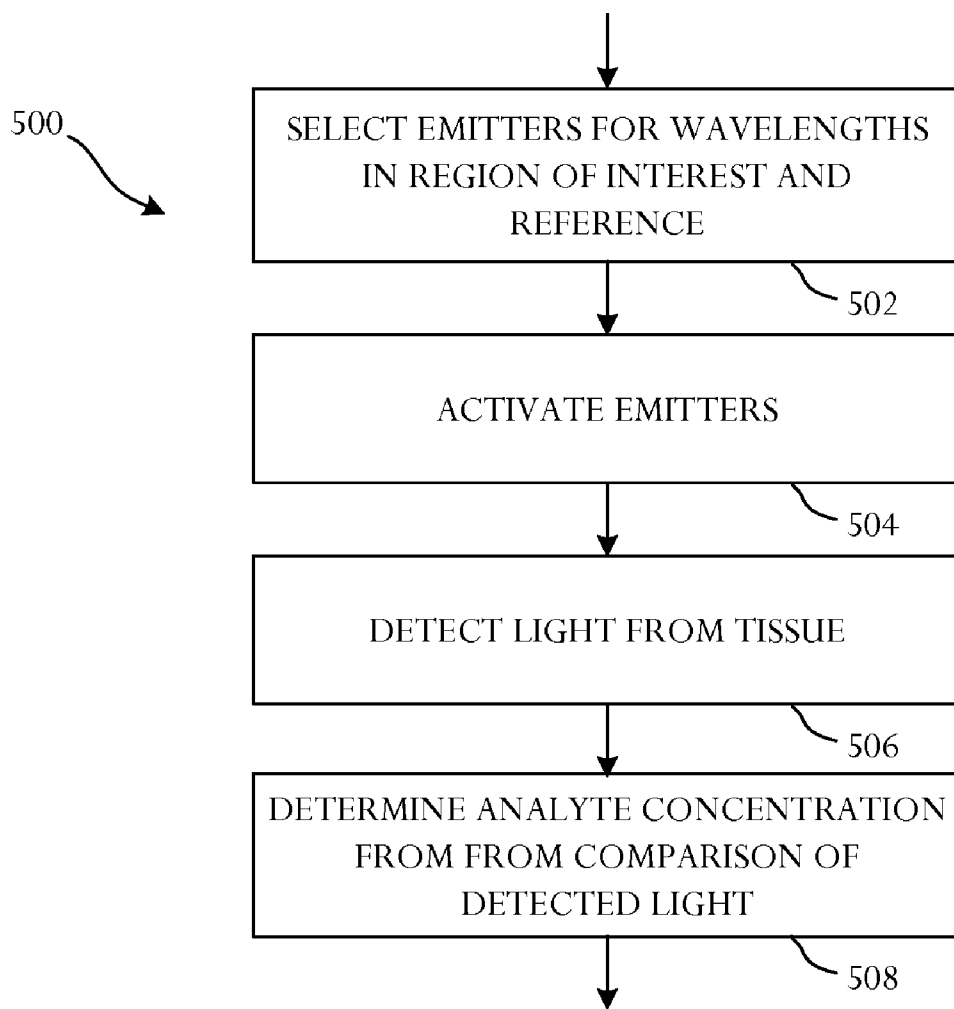 500
SELECT EMITTERS FOR WAVELENGTHS
IN REGION OF INTEREST AND
REFERENCE
502
ACTIVATE EMITTERS
504
DETECT LIGHT FROM TISSUE
506
DETERMINE ANALYTE CONCENTRATION
FROM FROM COMPARISON OF
DETECTED LIGHT
508